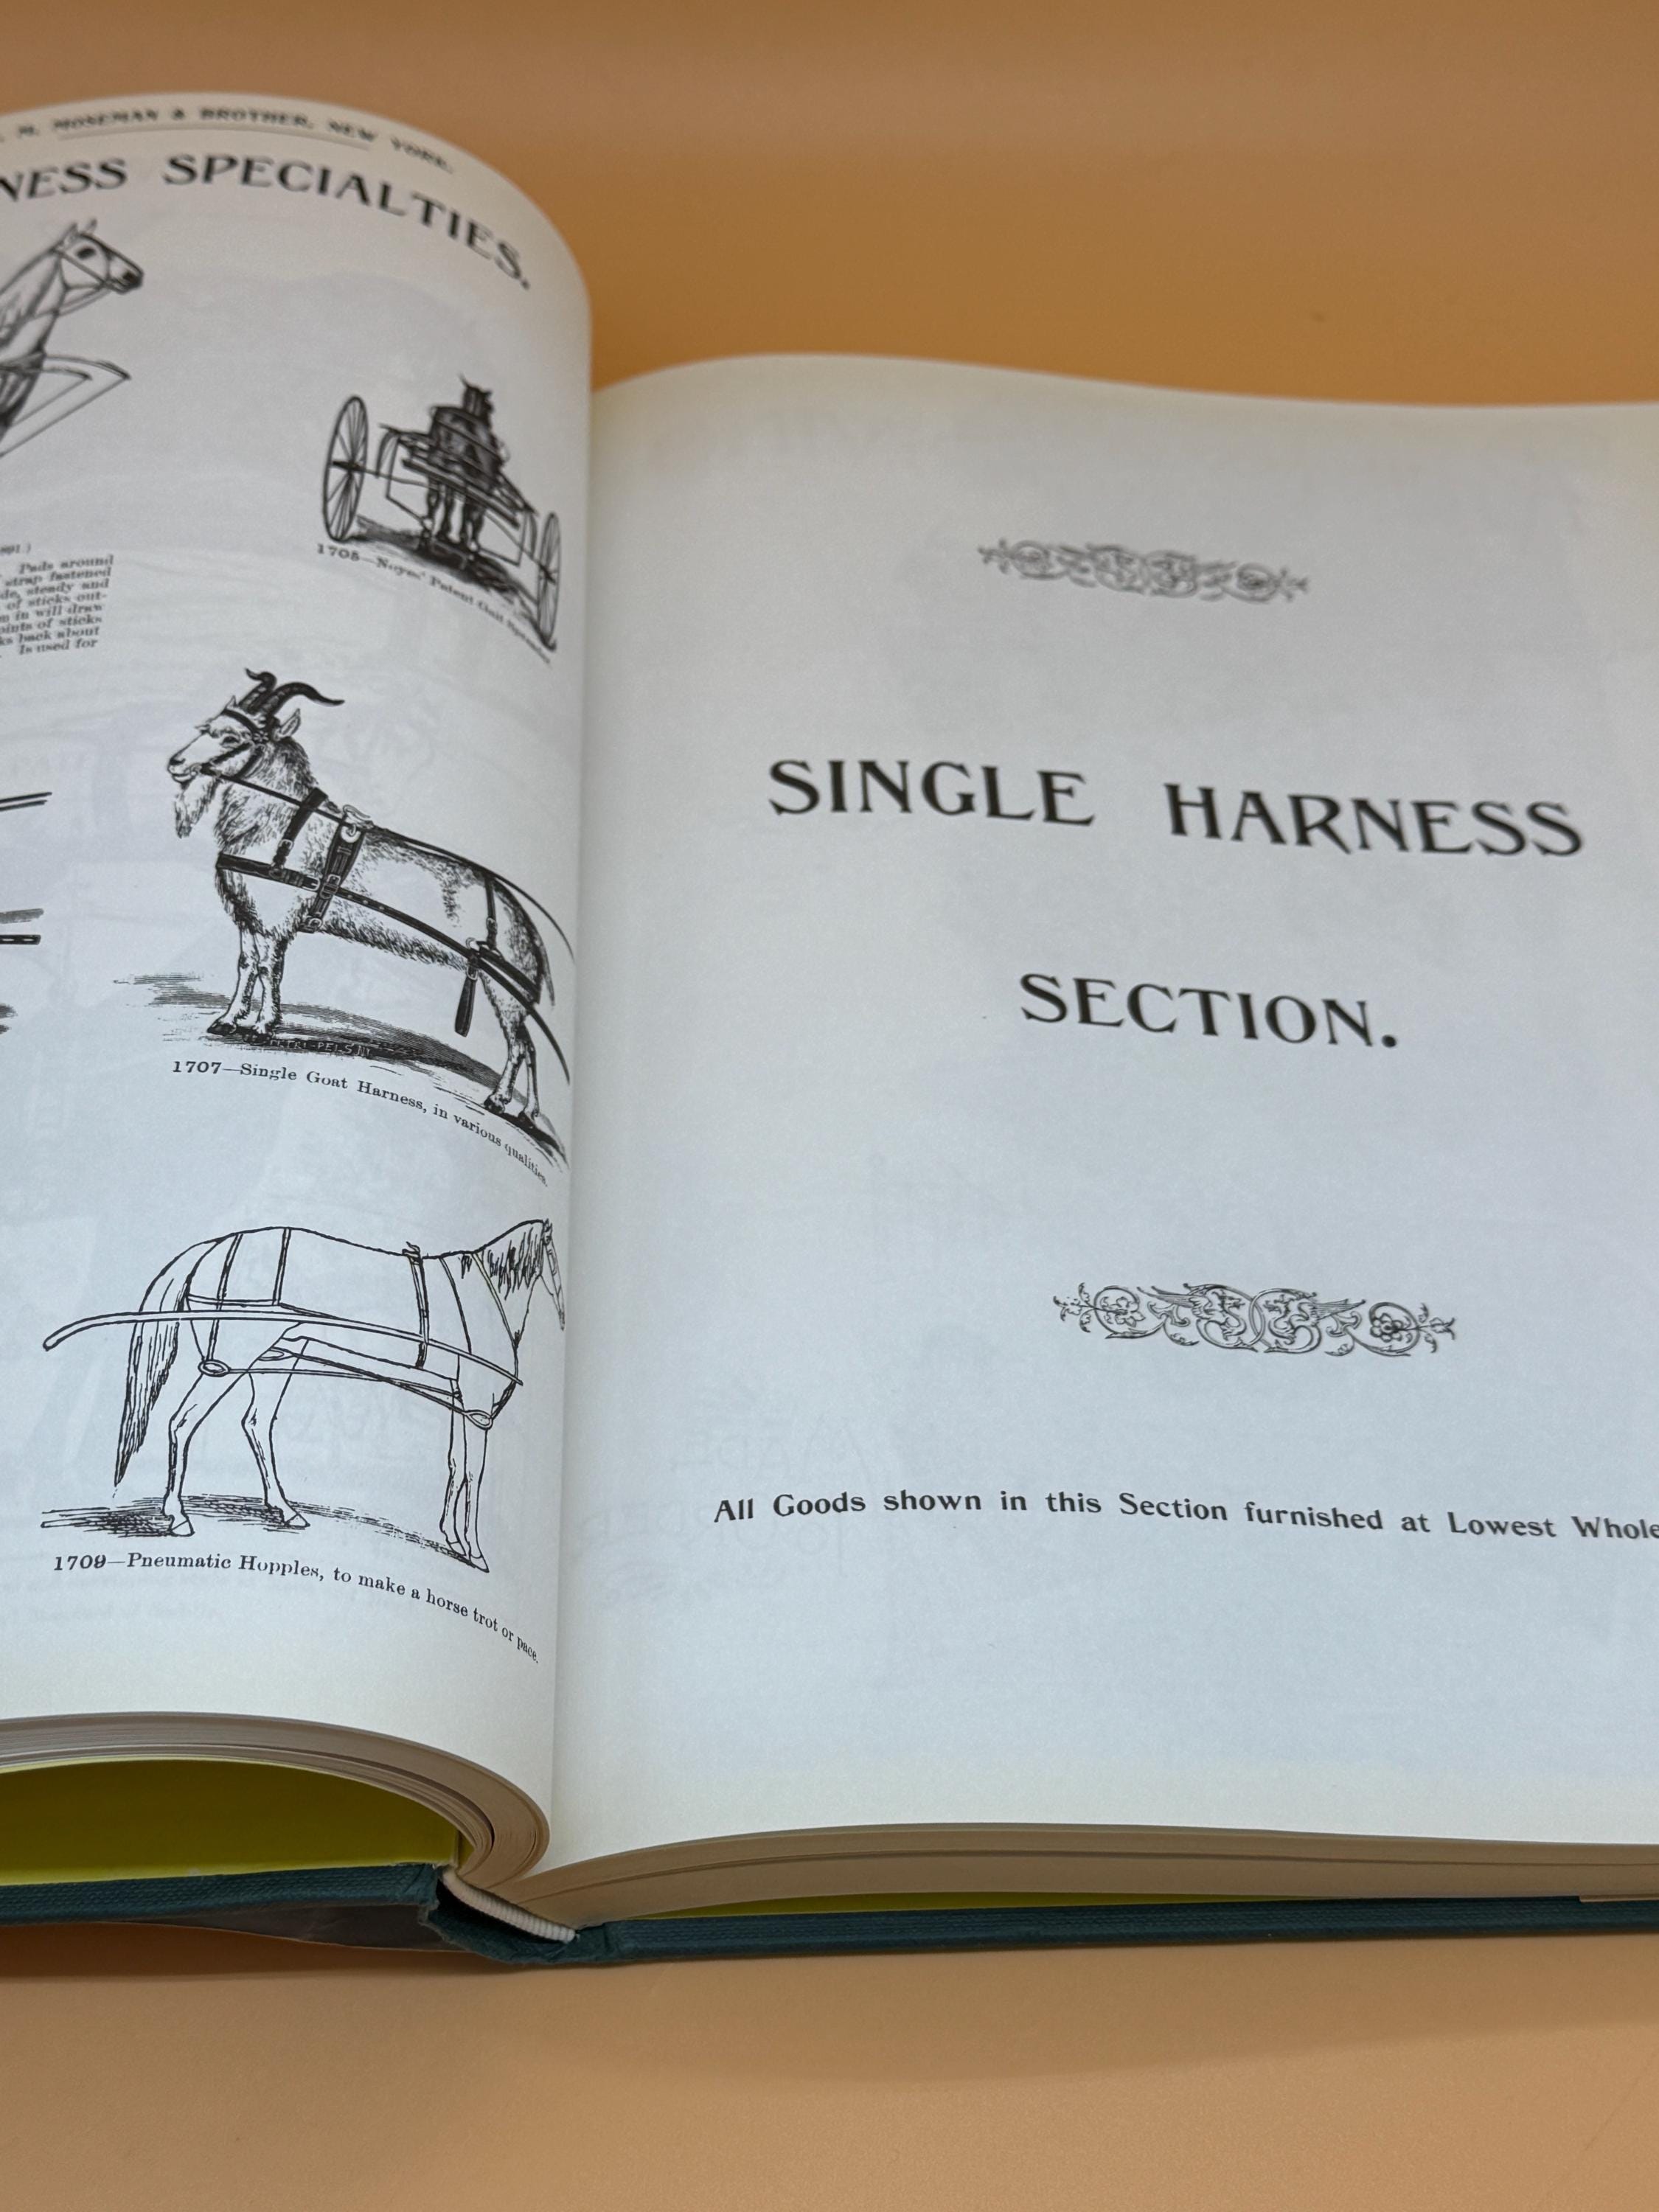 M. MOSEMAN & BROTHER, NEW YORK.
NESS SPECIALTIES.
1705—Noyes' Patent Gait Spreader
891.)
Pads around
strap fastened
de, steady and
of sticks out-
n in will draw
oints of sticks
ks back about
Is used for
1707—Single Goat Harness, in various qualities.
1709—Pneumatic Hopples, to make a horse trot or pace.
SINGLE HARNESS
SECTION.
All Goods shown in this Section furnished at Lowest Whole